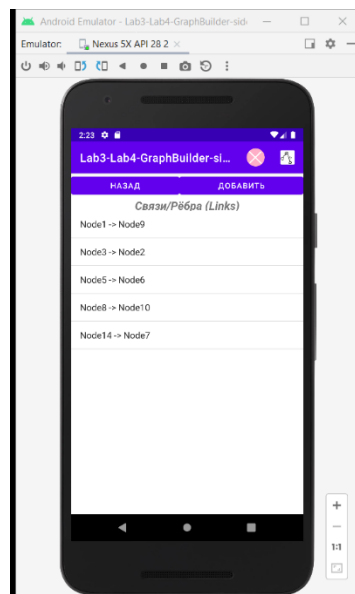 Android Emulator - Lab3-Lab4-GraphBuilder-side
Emulator: Nexus 5X API 28 2
2:23
Lab3-Lab4-GraphBuilder-si...
НАЗАД ДОБАВИТЬ
Связи/Рёбра (Links)
Node1 -> Node9
Node3 -> Node2
Node5 -> Node6
Node8 -> Node10
Node14 -> Node7
1:1